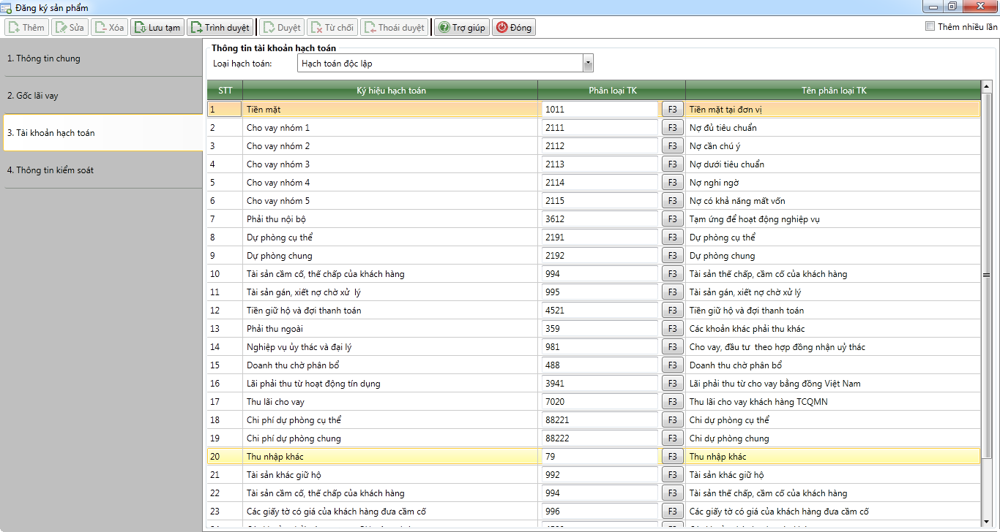 Đăng ký sản phẩm
Thêm Sửa Xóa Lưu tạm Trình duyệt Duyệt Từ chối Thoái duyệt Trợ giúp Đóng Thêm nhiều lần
1. Thông tin chung
2. Gốc lãi vay
3. Tài khoản hạch toán
4. Thông tin kiểm soát
Thông tin tài khoản hạch toán
Loại hạch toán: Hạch toán độc lập
STT Ký hiệu hạch toán Phân loại TK Tên phân loại TK
1 Tiền mặt 1011 F3 Tiền mặt tại đơn vị
2 Cho vay nhóm 1 2111 F3 Nợ đủ tiêu chuẩn
3 Cho vay nhóm 2 2112 F3 Nợ cần chú ý
4 Cho vay nhóm 3 2113 F3 Nợ dưới tiêu chuẩn
5 Cho vay nhóm 4 2114 F3 Nợ nghi ngờ
6 Cho vay nhóm 5 2115 F3 Nợ có khả năng mất vốn
7 Phải thu nội bộ 3612 F3 Tạm ứng để hoạt động nghiệp vụ
8 Dự phòng cụ thể 2191 F3 Dự phòng cụ thể
9 Dự phòng chung 2192 F3 Dự phòng chung
10 Tài sản cầm cố, thế chấp của khách hàng 994 F3 Tài sản thế chấp, cầm cố của khách hàng
11 Tài sản gán, xiết nợ chờ xử lý 995 F3 Tài sản gán, xiết nợ chờ xử lý
12 Tiền giữ hộ và đợi thanh toán 4521 F3 Tiền giữ hộ và đợi thanh toán
13 Phải thu ngoài 359 F3 Các khoản khác phải thu khác
14 Nghiệp vụ ủy thác và đại lý 981 F3 Cho vay, đầu tư theo hợp đồng nhận uỷ thác
15 Doanh thu chờ phân bổ 488 F3 Doanh thu chờ phân bổ
16 Lãi phải thu từ hoạt động tín dụng 3941 F3 Lãi phải thu từ cho vay bằng đồng Việt Nam
17 Thu lãi cho vay 7020 F3 Thu lãi cho vay khách hàng TCQMN
18 Chi phí dự phòng cụ thể 88221 F3 Chi dự phòng cụ thể
19 Chi phí dự phòng chung 88222 F3 Chi dự phòng chung
20 Thu nhập khác 79 F3 Thu nhập khác
21 Tài sản khác giữ hộ 992 F3 Tài sản khác giữ hộ
22 Tài sản cầm cố, thế chấp của khách hàng 994 F3 Tài sản thế chấp, cầm cố của khách hàng
23 Các giấy tờ có giá của khách hàng đưa cầm cố 996 F3 Các giấy tờ có giá của khách hàng đưa cầm cố